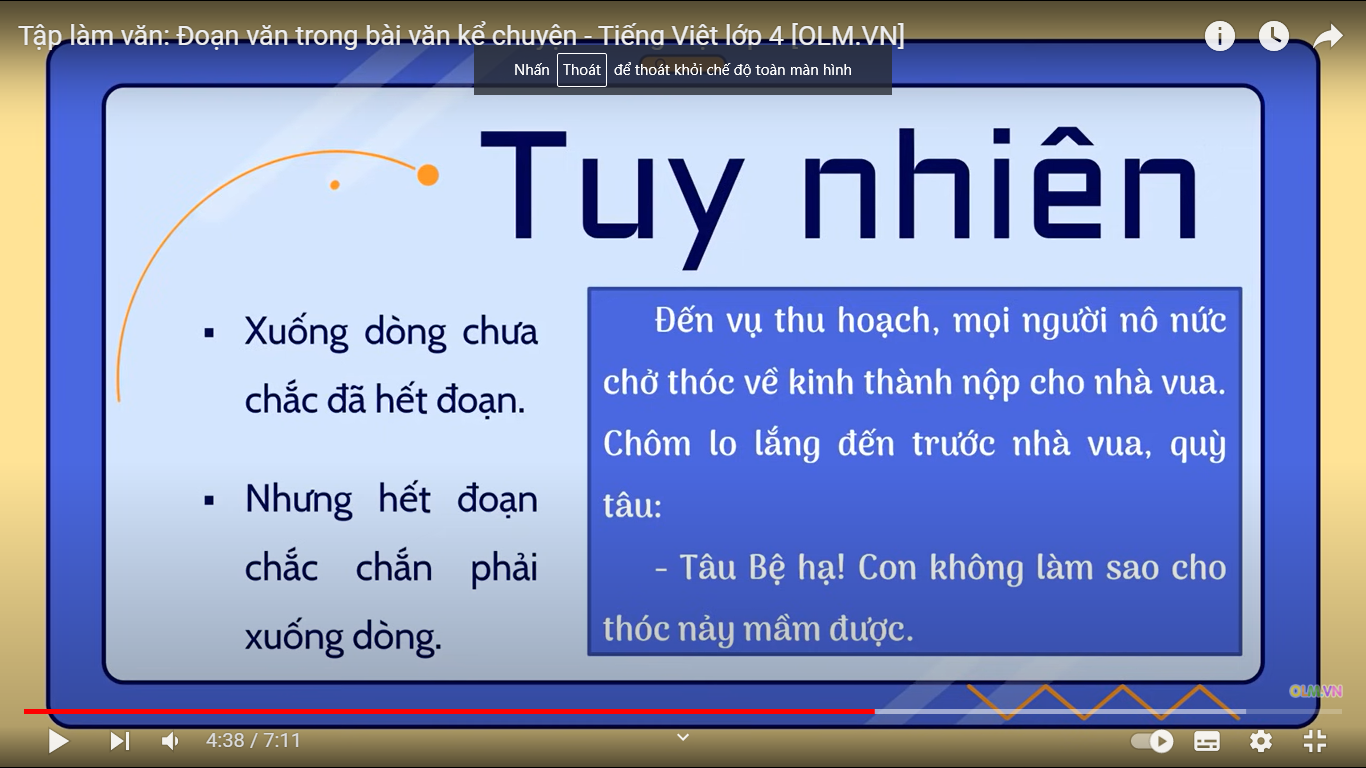 Tập làm văn: Đoạn văn trong bài văn kể chuyện - Tiếng Việt lớp 4 [OLM.VN]
Nhấn Thoát để thoát khỏi chế độ toàn màn hình
Tuy nhiên
▪ Xuống dòng chưa
chắc đã hết đoạn.
▪ Nhưng hết đoạn
chắc chắn phải
xuống dòng.
Đến vụ thu hoạch, mọi người nô nức
chở thóc về kinh thành nộp cho nhà vua.
Chôm lo lắng đến trước nhà vua, quỳ
tâu:
- Tâu Bệ hạ! Con không làm sao cho
thóc nảy mầm được.
OLM.VN
4:38 / 7:11